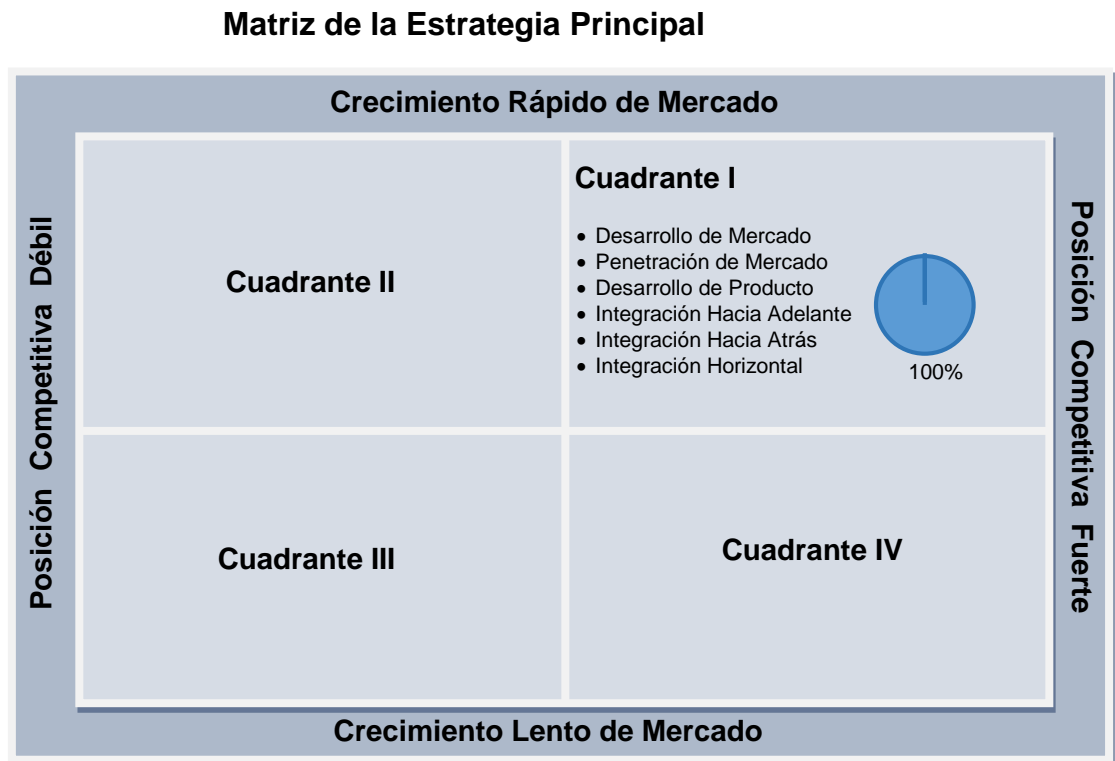 Matriz de la Estrategia Principal
Crecimiento Rápido de Mercado
Posición Competitiva Débil
Cuadrante II
Cuadrante I
• Desarrollo de Mercado
• Penetración de Mercado
• Desarrollo de Producto
• Integración Hacia Adelante
• Integración Hacia Atrás
• Integración Horizontal
100%
Posición Competitiva Fuerte
Cuadrante III
Cuadrante IV
Crecimiento Lento de Mercado